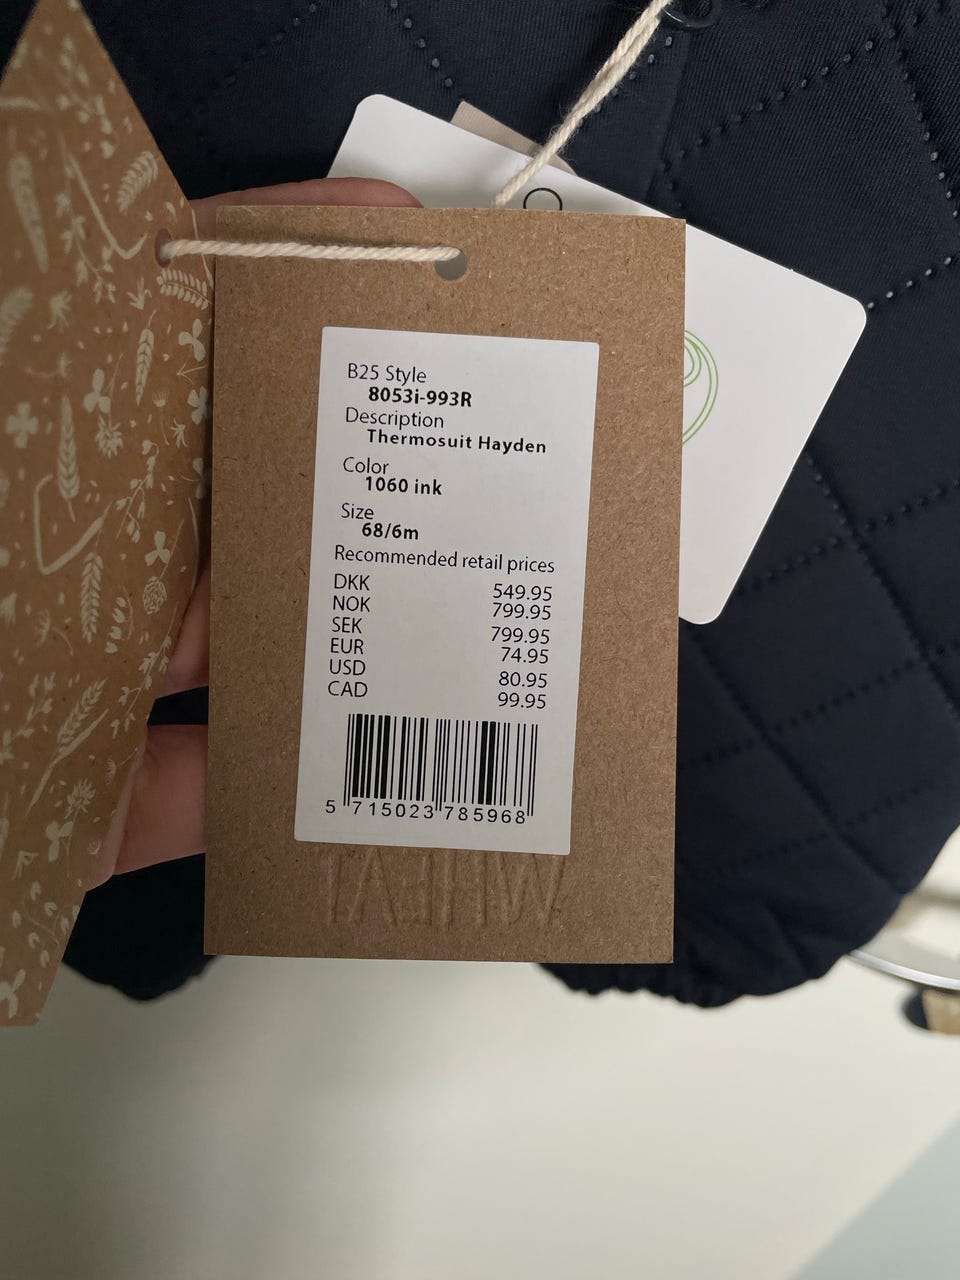 B25 Style
8053i-993R
Description
Thermosuit Hayden
Color
1060 ink
Size
68/6m
Recommended retail prices
DKK 549.95
NOK 799.95
SEK 799.95
EUR 74.95
USD 80.95
CAD 99.95
5 715023 785968
WHEAT